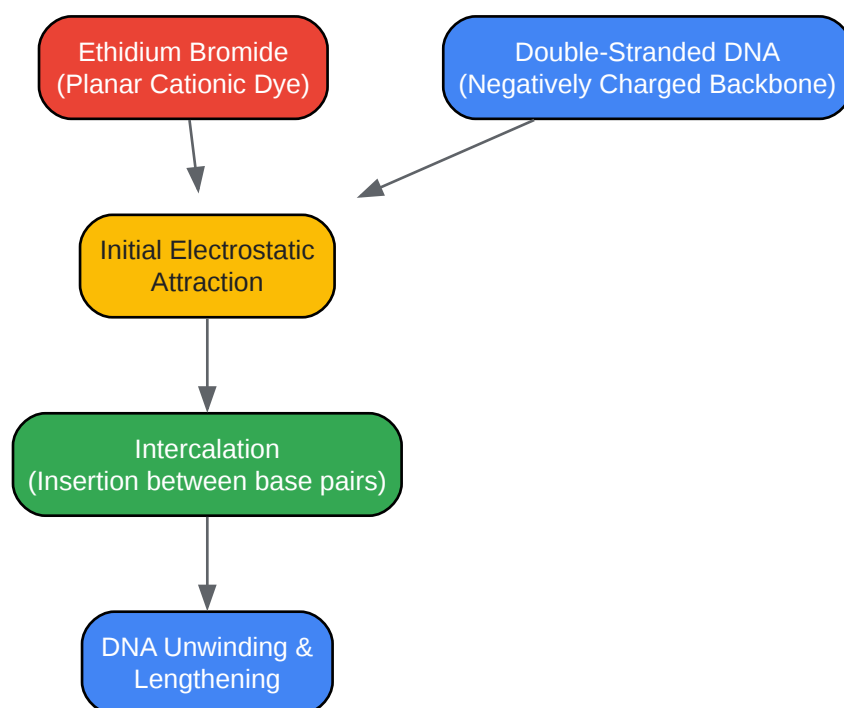 Ethidium Bromide
(Planar Cationic Dye)
Double-Stranded DNA
(Negatively Charged Backbone)
Initial Electrostatic
Attraction
Intercalation
(Insertion between base pairs)
DNA Unwinding &
Lengthening